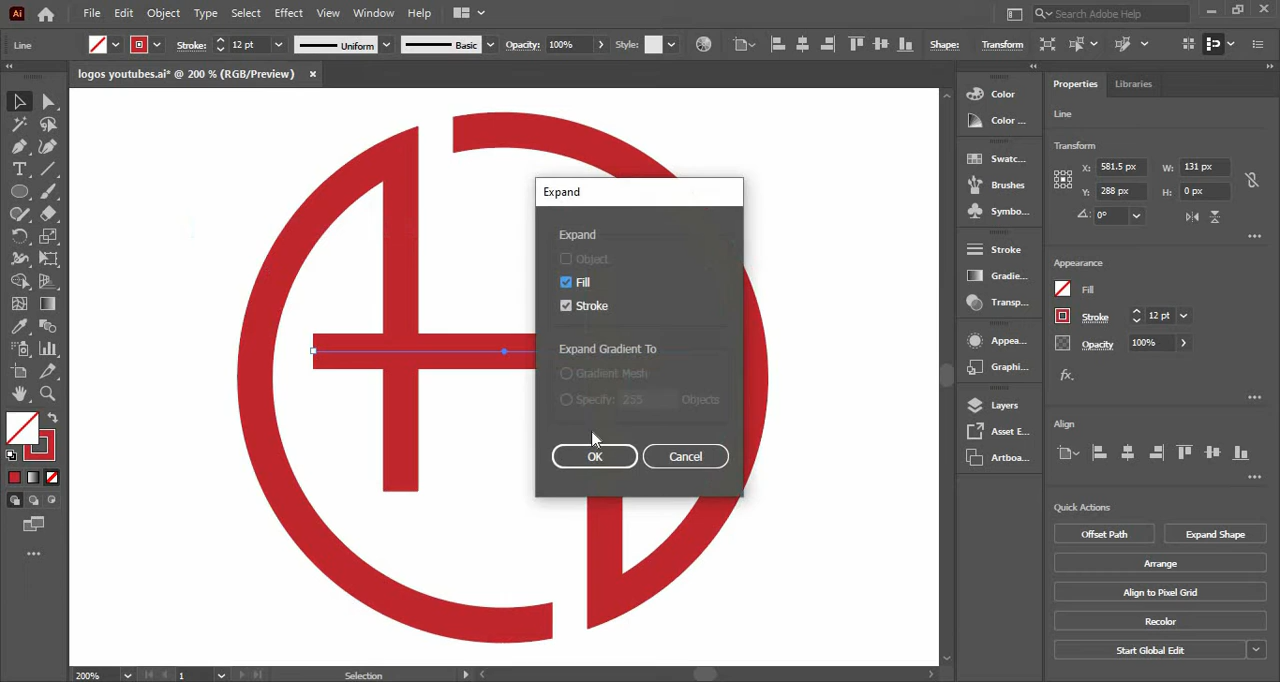 Ai File Edit Object Type Select Effect View Window Help Search Adobe Help
Line Stroke: 12 pt Uniform Basic Opacity: 100% Style: Shape: Transform
logos youtubes.ai* @ 200 % (RGB/Preview)
Color
Color ...
Swatc...
Brushes
Symbo...
Stroke
Gradie...
Transp...
Appea...
Graphi...
Layers
Asset E...
Artboa...
Expand
Expand
Object
Fill
Stroke
Expand Gradient To
Gradient Mesh
Specify: 255 Objects
OK Cancel
Properties Libraries
Line
Transform
X: 581.5 px W: 131 px
Y: 288 px H: 0 px
0°
Appearance
Fill
Stroke 12 pt
Opacity 100%
fx.
Align
Quick Actions
Offset Path Expand Shape
Arrange
Align to Pixel Grid
Recolor
Start Global Edit
200% 1 Selection